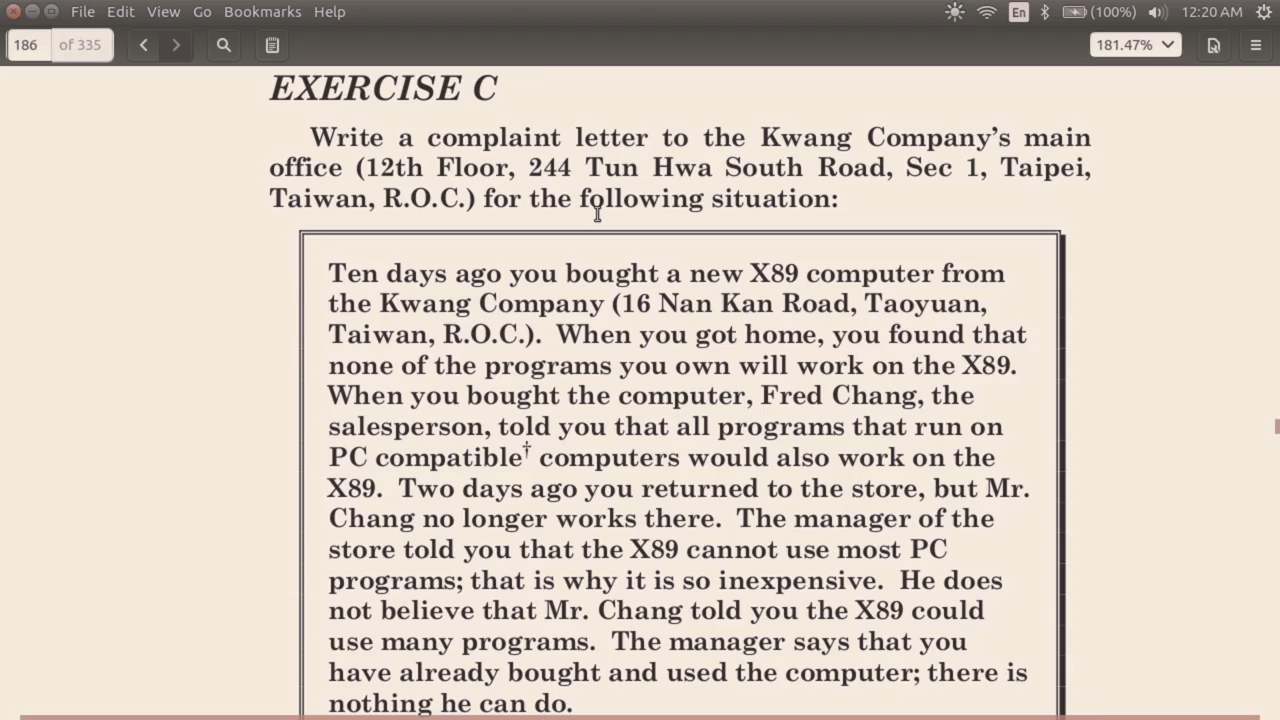 File Edit View Go Bookmarks Help En (100%) 12:20 AM
186 of 335 181.47%
EXERCISE C
Write a complaint letter to the Kwang Company's main
office (12th Floor, 244 Tun Hwa South Road, Sec 1, Taipei,
Taiwan, R.O.C.) for the following situation:
Ten days ago you bought a new X89 computer from
the Kwang Company (16 Nan Kan Road, Taoyuan,
Taiwan, R.O.C.). When you got home, you found that
none of the programs you own will work on the X89.
When you bought the computer, Fred Chang, the
salesperson, told you that all programs that run on
PC compatible† computers would also work on the
X89. Two days ago you returned to the store, but Mr.
Chang no longer works there. The manager of the
store told you that the X89 cannot use most PC
programs; that is why it is so inexpensive. He does
not believe that Mr. Chang told you the X89 could
use many programs. The manager says that you
have already bought and used the computer; there is
nothing he can do.